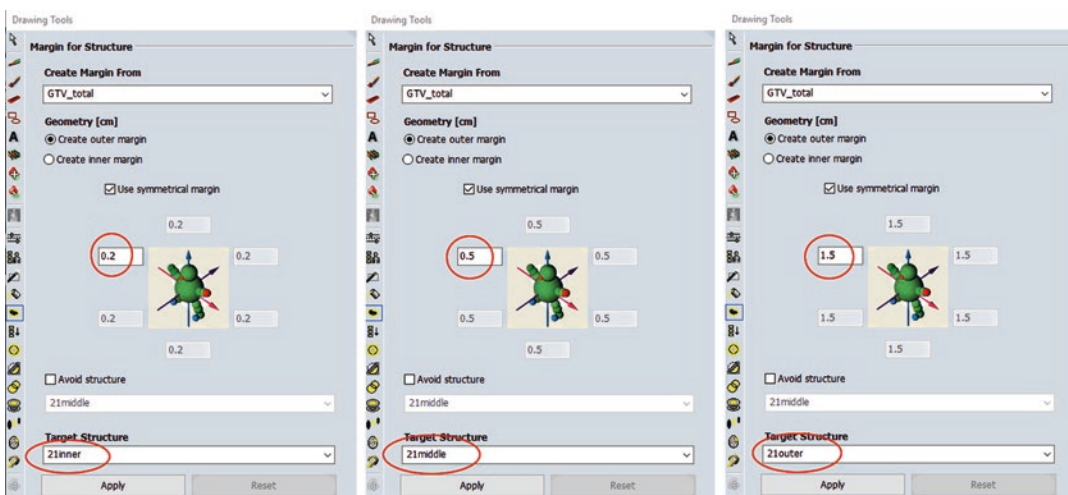 Drawing Tools
Margin for Structure
Create Margin From
GTV_total
Geometry [cm]
Create outer margin
Create inner margin
Use symmetrical margin
0.2
0.2 0.2
0.2 0.2
0.2
Avoid structure
21middle
Target Structure
21inner
Apply Reset
Drawing Tools
Margin for Structure
Create Margin From
GTV_total
Geometry [cm]
Create outer margin
Create inner margin
Use symmetrical margin
0.5
0.5 0.5
0.5 0.5
0.5
Avoid structure
21middle
Target Structure
21middle
Apply Reset
Drawing Tools
Margin for Structure
Create Margin From
GTV_total
Geometry [cm]
Create outer margin
Create inner margin
Use symmetrical margin
1.5
1.5 1.5
1.5 1.5
1.5
Avoid structure
21middle
Target Structure
21outer
Apply Reset